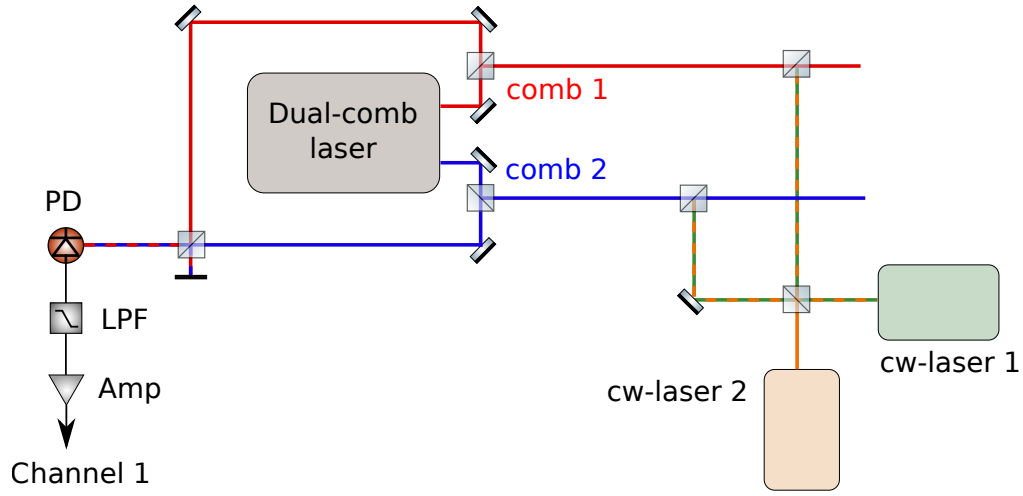 comb 1
Dual-comb
laser
comb 2
PD
LPF
cw-laser 1
Amp
cw-laser 2
Channel 1